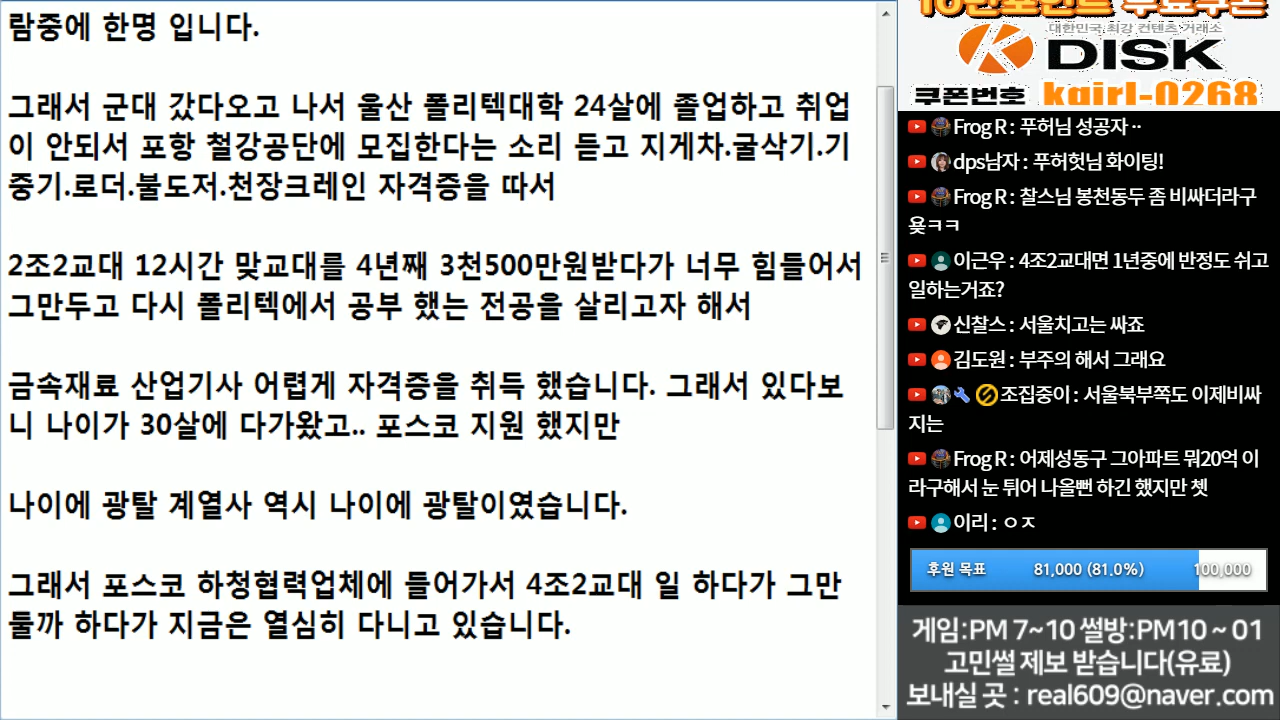 람중에 한명 입니다.
그래서 군대 갔다오고 나서 울산 폴리텍대학 24살에 졸업하고 취업
이 안되서 포항 철강공단에 모집한다는 소리 듣고 지게차.굴삭기.기
중기.로더.불도저.천장크레인 자격증을 따서
2조2교대 12시간 맞교대를 4년째 3천500만원받다가 너무 힘들어서
그만두고 다시 폴리텍에서 공부 했는 전공을 살리고자 해서
금속재료 산업기사 어렵게 자격증을 취득 했습니다. 그래서 있다보
니 나이가 30살에 다가왔고.. 포스코 지원 했지만
나이에 광탈 계열사 역시 나이에 광탈이였습니다.
그래서 포스코 하청협력업체에 들어가서 4조2교대 일 하다가 그만
둘까 하다가 지금은 열심히 다니고 있습니다.
10만포인트 무료쿠폰
대한민국 최강 컨텐츠 거래소
K DISK
쿠폰번호 kgirl-0268
Frog R : 푸허님 성공자 ··
dps남자 : 푸허헛님 화이팅!
Frog R : 찰스님 봉천동두 좀 비싸더라구
욪ㅋㅋ
이근우 : 4조2교대면 1년중에 반정도 쉬고
일하는거죠?
신찰스 : 서울치고는 싸죠
김도원 : 부주의 해서 그래요
조집중이 : 서울북부쪽도 이제비싸
지는
Frog R : 어제성동구 그아파트 뭐20억 이
라구해서 눈 튀어 나올뻔 하긴 했지만 쳇
이리 : ㅇㅈ
후원 목표 81,000 (81.0%) 100,000
게임:PM 7~10 썰방:PM10 ~ 01
고민썰 제보 받습니다(유료)
보내실 곳 : real609@naver.com